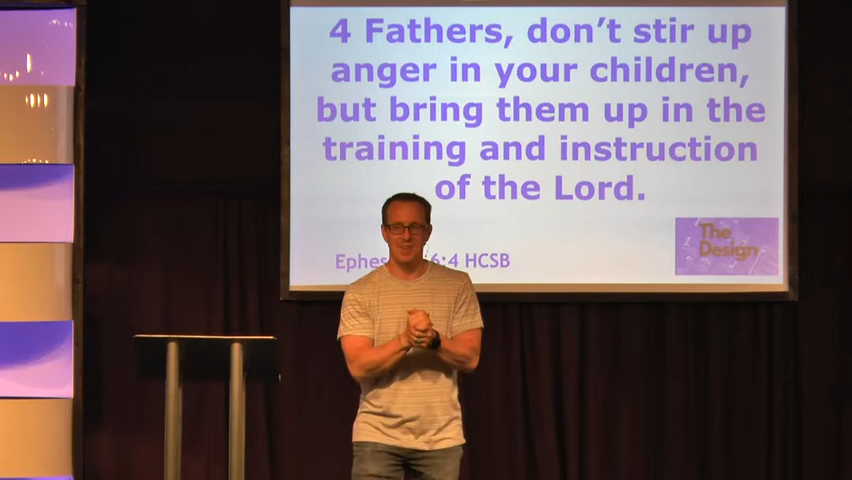 4 Fathers, don't stir up
anger in your children,
but bring them up in the
training and instruction
of the Lord.
The
Design
6:4 HCSB